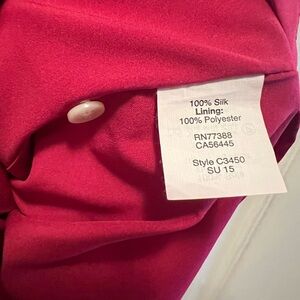 100% Silk
Lining:
100% Polyester
RN77388
CA56445
Style C3450
SU 15